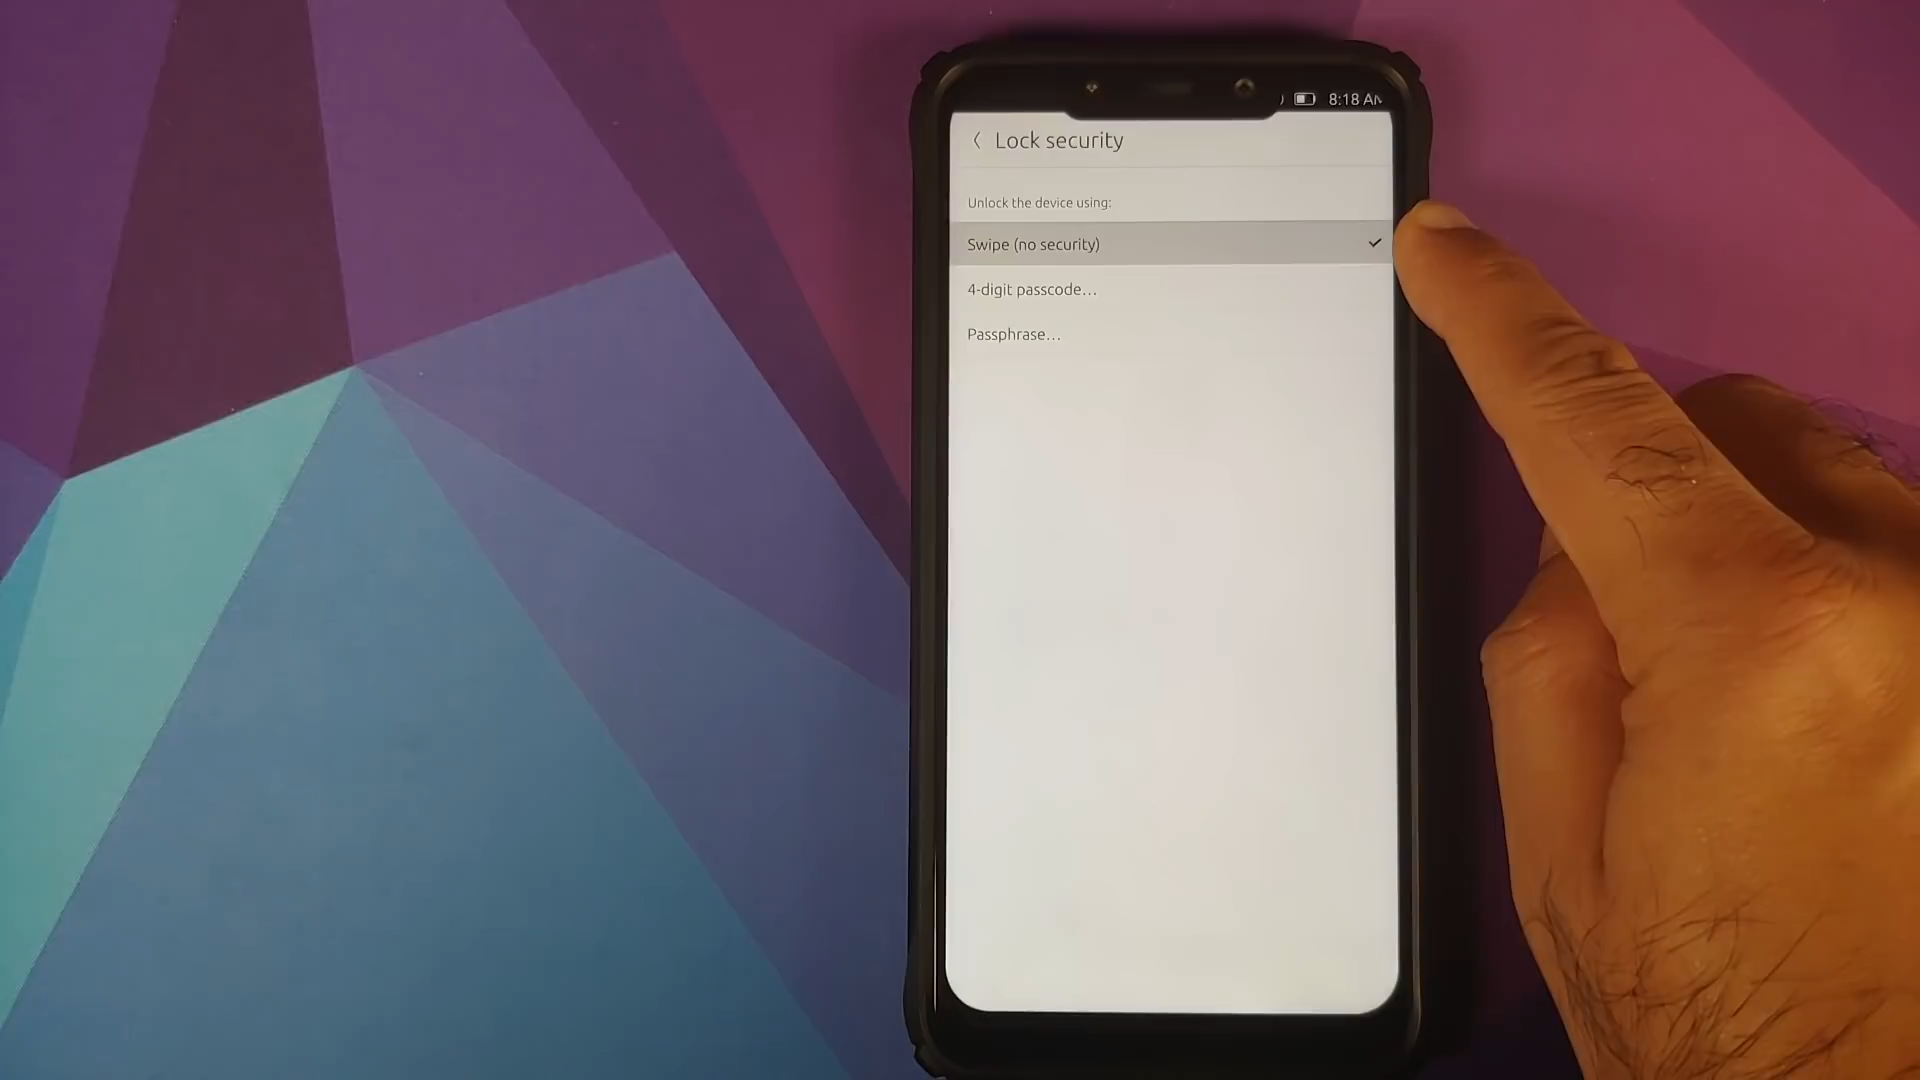 8:18 AM
Lock security
Unlock the device using:
Swipe (no security)
4-digit passcode…
Passphrase…